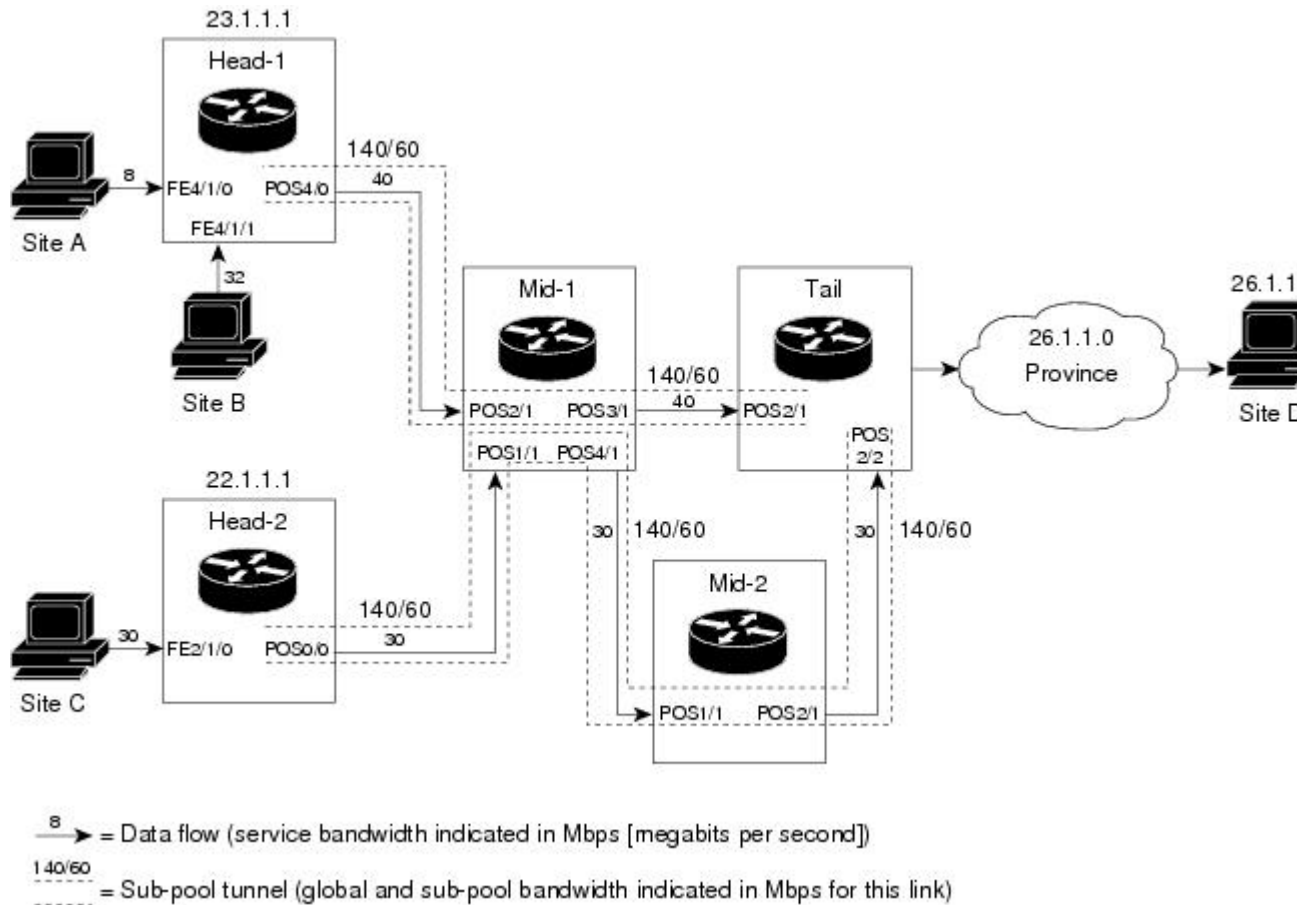 23.1.1.1
Head-1
140/60
8
FE4/1/0
POS4/0
40
Site A
FE4/1/1
32
Site B
Mid-1
Tail
26.1.1
26.1.1.0
Province
Site D
140/60
POS2/1
POS3/1
40
POS2/1
POS1/1
POS4/1
POS
2/2
22.1.1.1
Head-2
30
140/60
30
140/60
Mid-2
140/60
30
FE2/1/0
POS0/0
30
Site C
POS1/1
POS2/1
8
= Data flow (service bandwidth indicated in Mbps [megabits per second])
140/60
= Sub-pool tunnel (global and sub-pool bandwidth indicated in Mbps for this link)